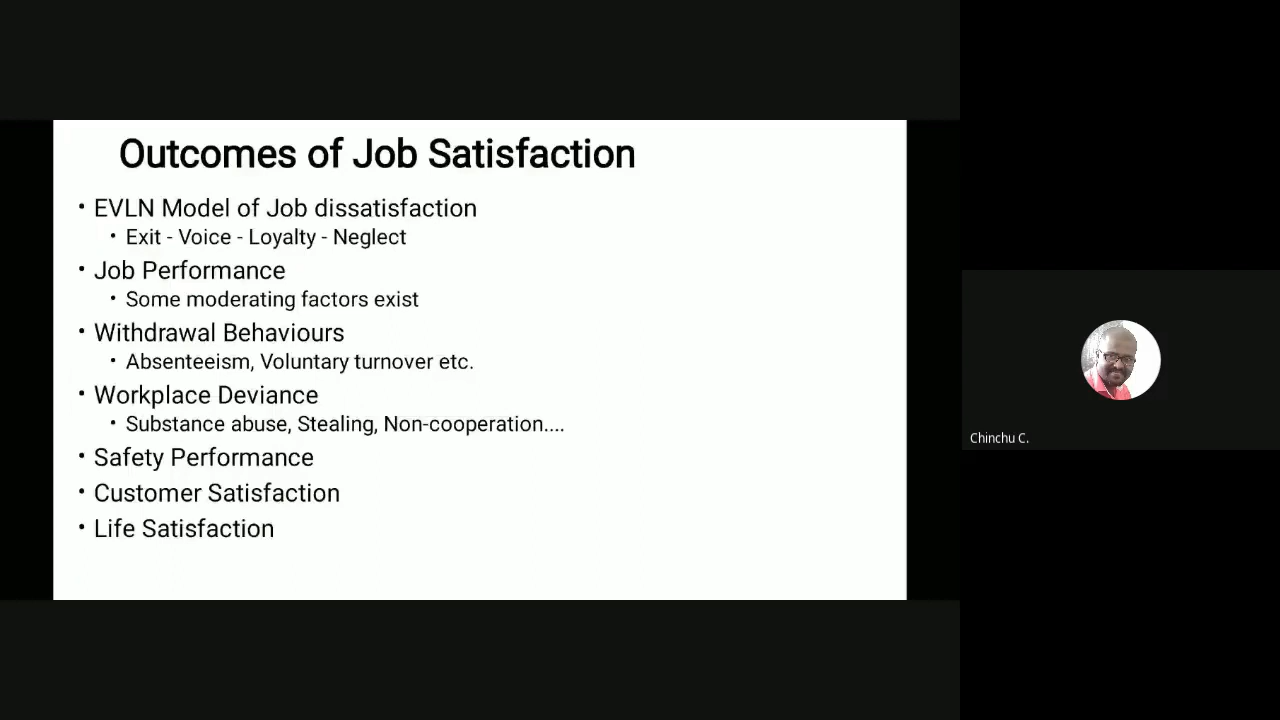 Outcomes of Job Satisfaction
• EVLN Model of Job dissatisfaction
• Exit - Voice - Loyalty - Neglect
• Job Performance
• Some moderating factors exist
• Withdrawal Behaviours
• Absenteeism, Voluntary turnover etc.
• Workplace Deviance
• Substance abuse, Stealing, Non-cooperation....
• Safety Performance
• Customer Satisfaction
• Life Satisfaction
Chinchu C.